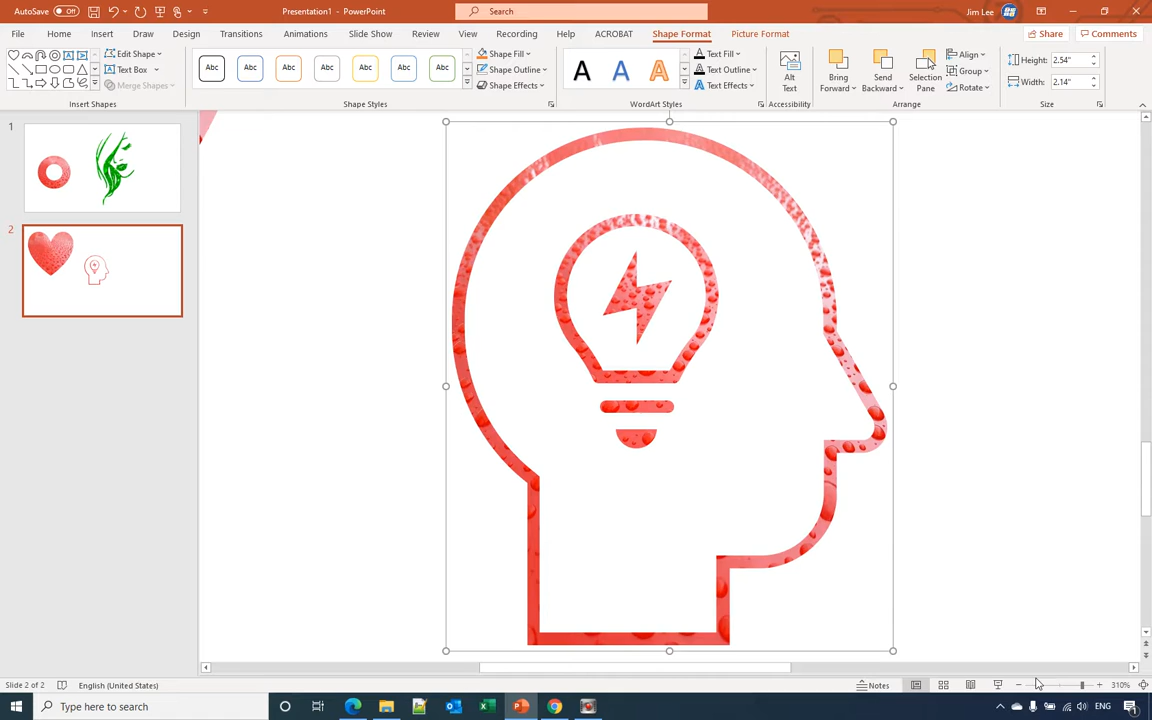 AutoSave Off Presentation1 - PowerPoint Search Jim Lee
File Home Insert Draw Design Transitions Animations Slide Show Review View Recording Help ACROBAT Shape Format Picture Format Share Comments
Edit Shape
Text Box
Merge Shapes
Insert Shapes
Abc Abc Abc Abc Abc Abc Abc
Shape Styles
Shape Fill
Shape Outline
Shape Effects
A A A
WordArt Styles
Text Fill
Text Outline
Text Effects
Alt
Text
Accessibility
Bring
Forward
Send
Backward
Selection
Pane
Align
Group
Rotate
Arrange
Height: 2.54"
Width: 2.14"
Size
1
2
Slide 2 of 2 English (United States) Notes 310%
Type here to search ENG 1